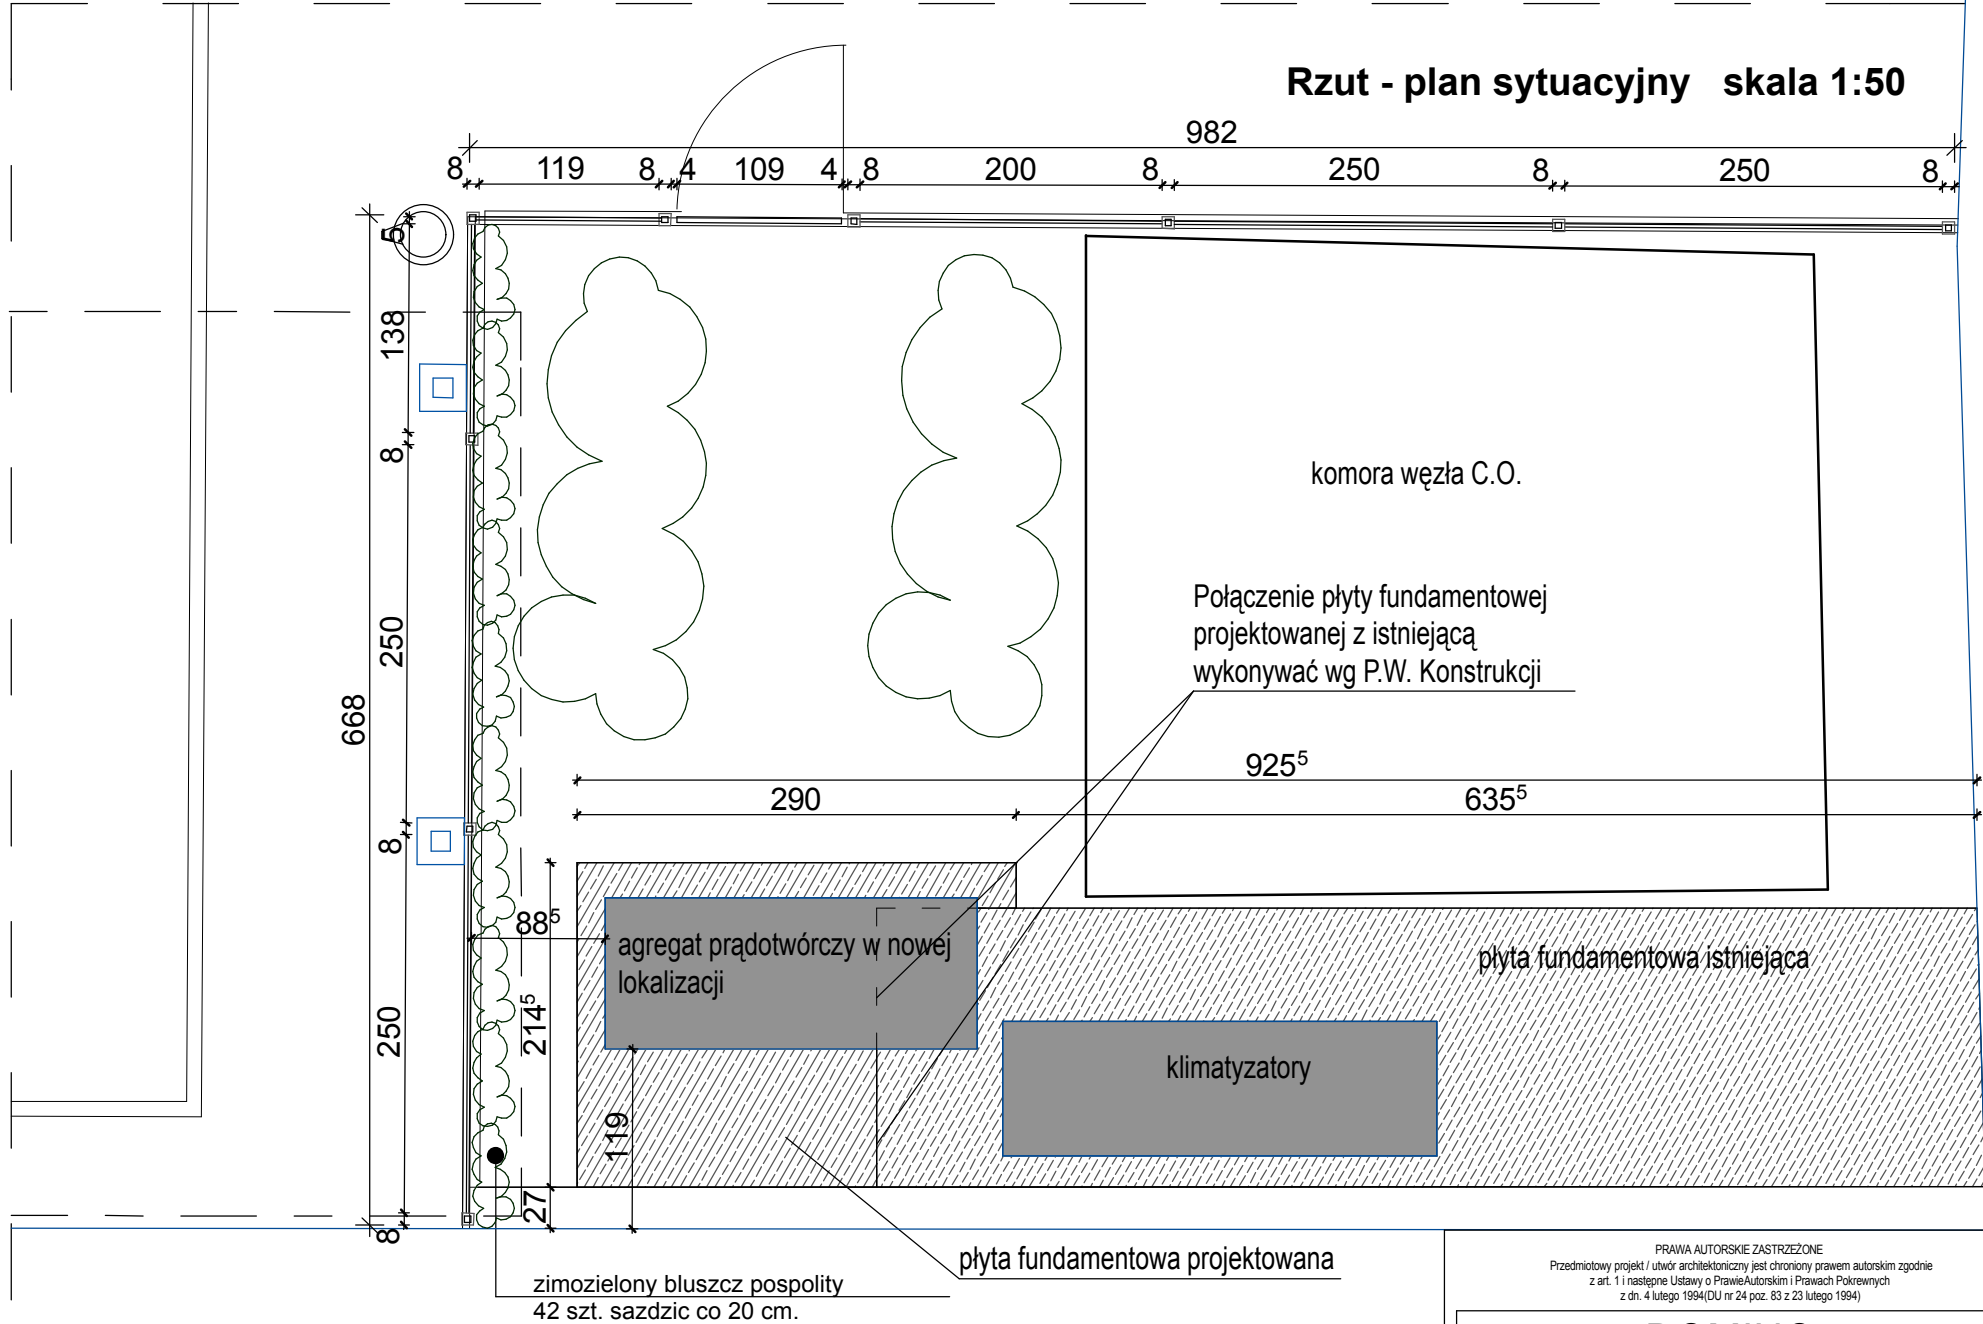 Rzut - plan sytuacyjny skala 1:50
982
8 119 8 4 109 4 8 200 8 250 8 250 8
5
138
8
250
668
8
250
8
komora węzła C.O.
Połączenie płyty fundamentowej
projektowanej z istniejącą
wykonywać wg P.W. Konstrukcji
925⁵
290 635⁵
88⁵
agregat prądotwórczy w nowej
lokalizacji
płyta fundamentowa istniejąca
214⁵
klimatyzatory
119
27
płyta fundamentowa projektowana
zimozielony bluszcz pospolity
42 szt. sazdzic co 20 cm.
PRAWA AUTORSKIE ZASTRZEŻONE
Przedmiotowy projekt / utwór architektoniczny jest chroniony prawem autorskim zgodnie
z art. 1 i następne Ustawy o PrawieAutorskim i Prawach Pokrewnych
z dn. 4 lutego 1994(DU nr 24 poz. 83 z 23 lutego 1994)